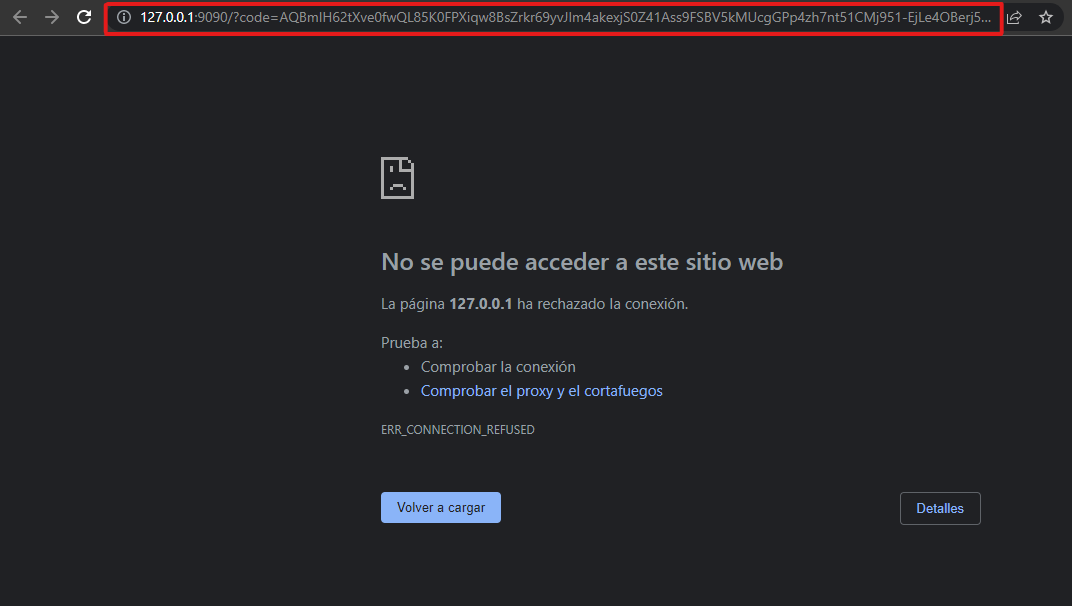 127.0.0.1:9090/?code=AQBmIH62tXve0fwQL85K0FPXiqw8BsZrkr69yvJIm4akexjS0Z41Ass9FSBV5kMUcgGPp4zh7nt51CMj951-EjLe4OBerj5...
No se puede acceder a este sitio web
La página 127.0.0.1 ha rechazado la conexión.
Prueba a:
• Comprobar la conexión
• Comprobar el proxy y el cortafuegos
ERR_CONNECTION_REFUSED
Volver a cargar
Detalles